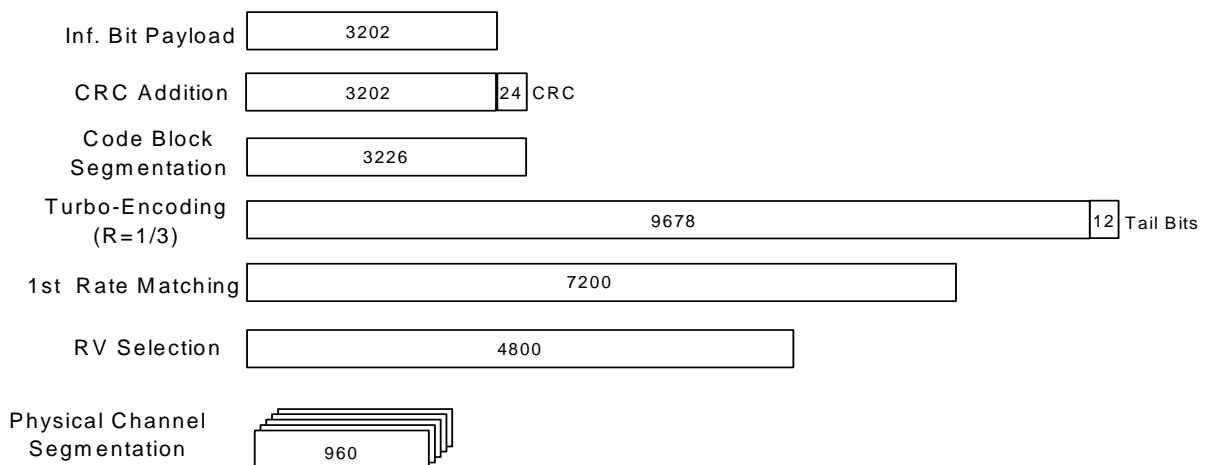 Inf. Bit Payload
3202
CRC Addition
3202
24
CRC
Code Block
Segmentation
3226
Turbo-Encoding
(R=1/3)
9678
12
Tail Bits
1st Rate Matching
7200
RV Selection
4800
Physical Channel
Segmentation
960